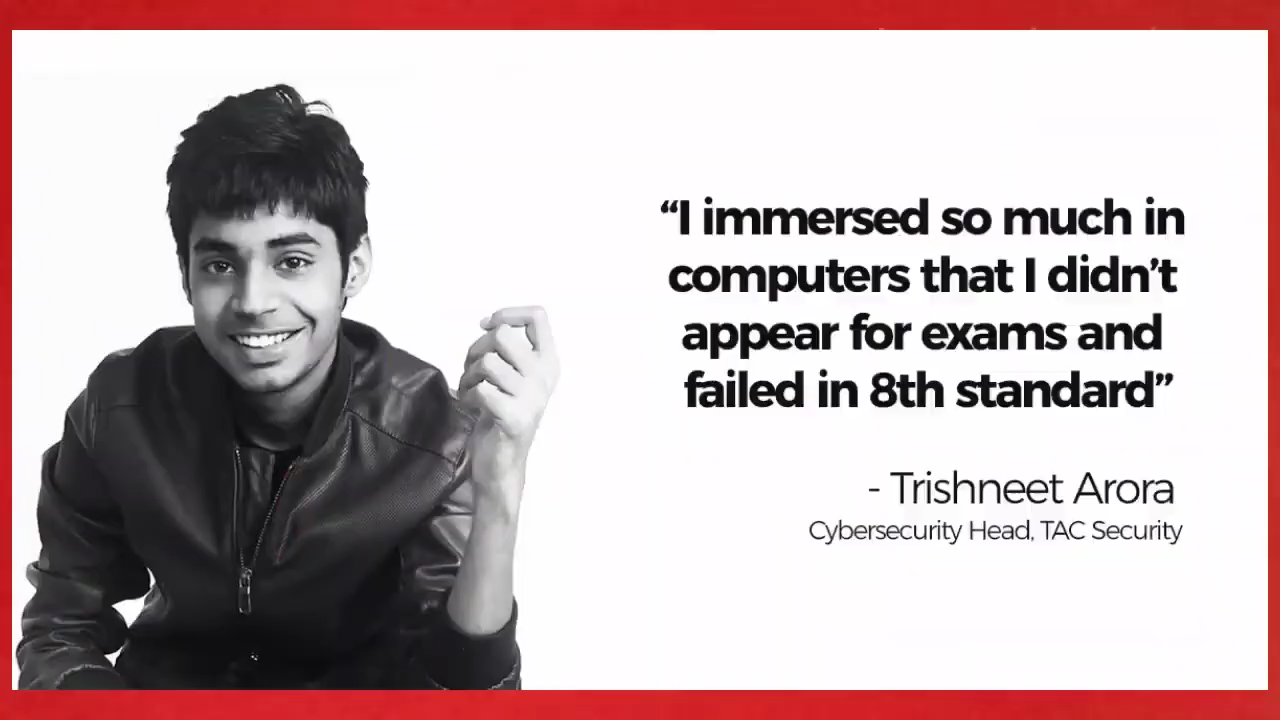 “I immersed so much in
computers that I didn’t
appear for exams and
failed in 8th standard”
- Trishneet Arora
Cybersecurity Head, TAC Security